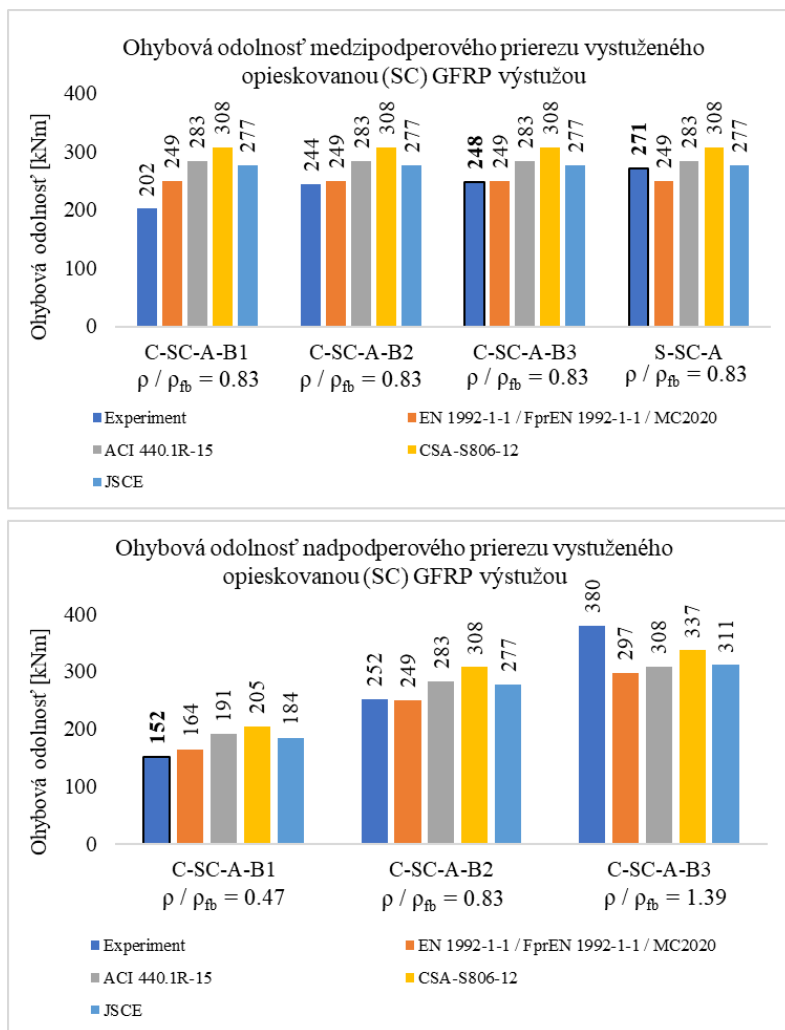 Ohybová odolnosť medzipodperového prierezu vystuženého
opieskovanou (SC) GFRP výstužou
Ohybová odolnosť [kNm]
400
300
200
100
0
202
249
283
308
277
244
249
283
308
277
248
249
283
308
277
271
249
283
308
277
C-SC-A-B1
ρ / ρfb = 0.83
C-SC-A-B2
ρ / ρfb = 0.83
C-SC-A-B3
ρ / ρfb = 0.83
S-SC-A
ρ / ρfb = 0.83
Experiment
EN 1992-1-1 / FprEN 1992-1-1 / MC2020
ACI 440.1R-15
CSA-S806-12
JSCE
Ohybová odolnosť nadpodperového prierezu vystuženého
opieskovanou (SC) GFRP výstužou
Ohybová odolnosť [kNm]
400
300
200
100
0
152
164
191
205
184
252
249
283
308
277
380
297
308
337
311
C-SC-A-B1
ρ / ρfb = 0.47
C-SC-A-B2
ρ / ρfb = 0.83
C-SC-A-B3
ρ / ρfb = 1.39
Experiment
EN 1992-1-1 / FprEN 1992-1-1 / MC2020
ACI 440.1R-15
CSA-S806-12
JSCE